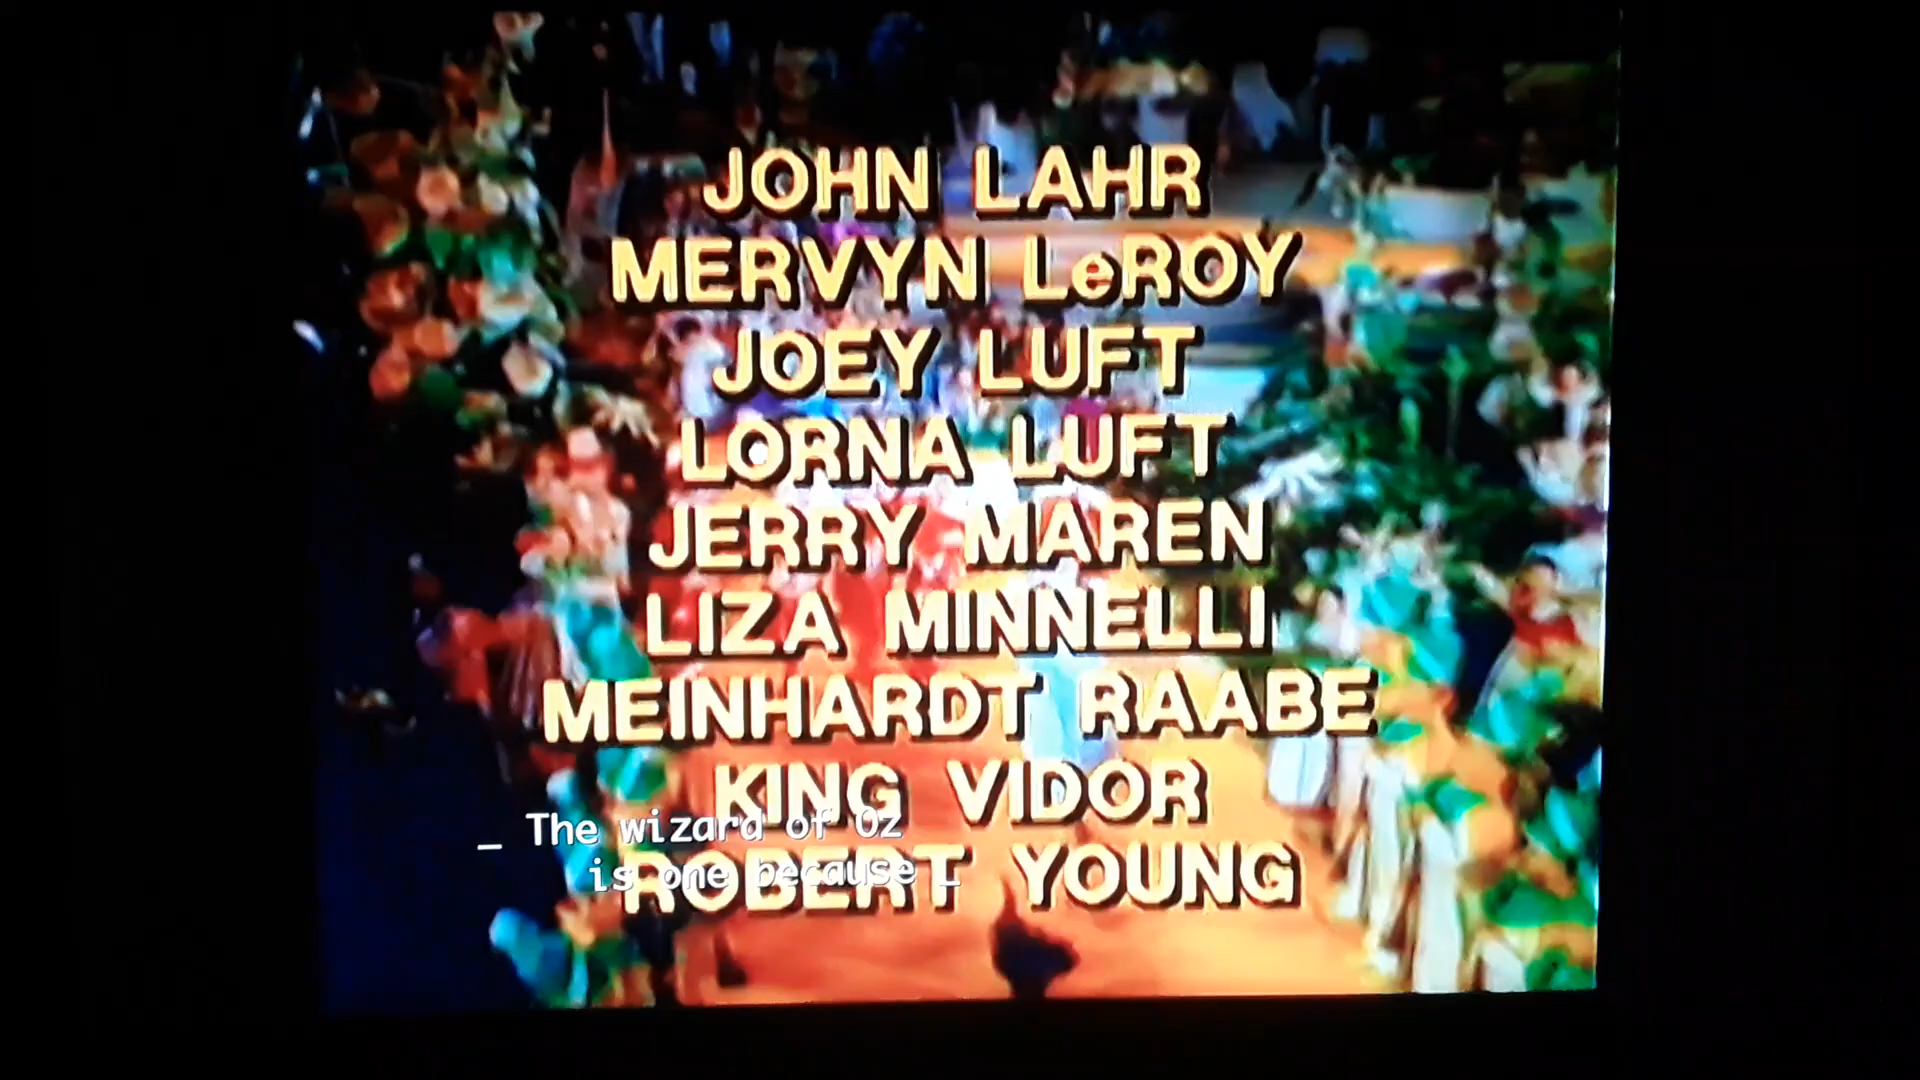 JOHN LAHR
MERVYN LeROY
JOEY LUFT
LORNA LUFT
JERRY MAREN
LIZA MINNELLI
MEINHARDT RAABE
KING VIDOR
_ The wizard of Oz
is one because _
ROBERT YOUNG